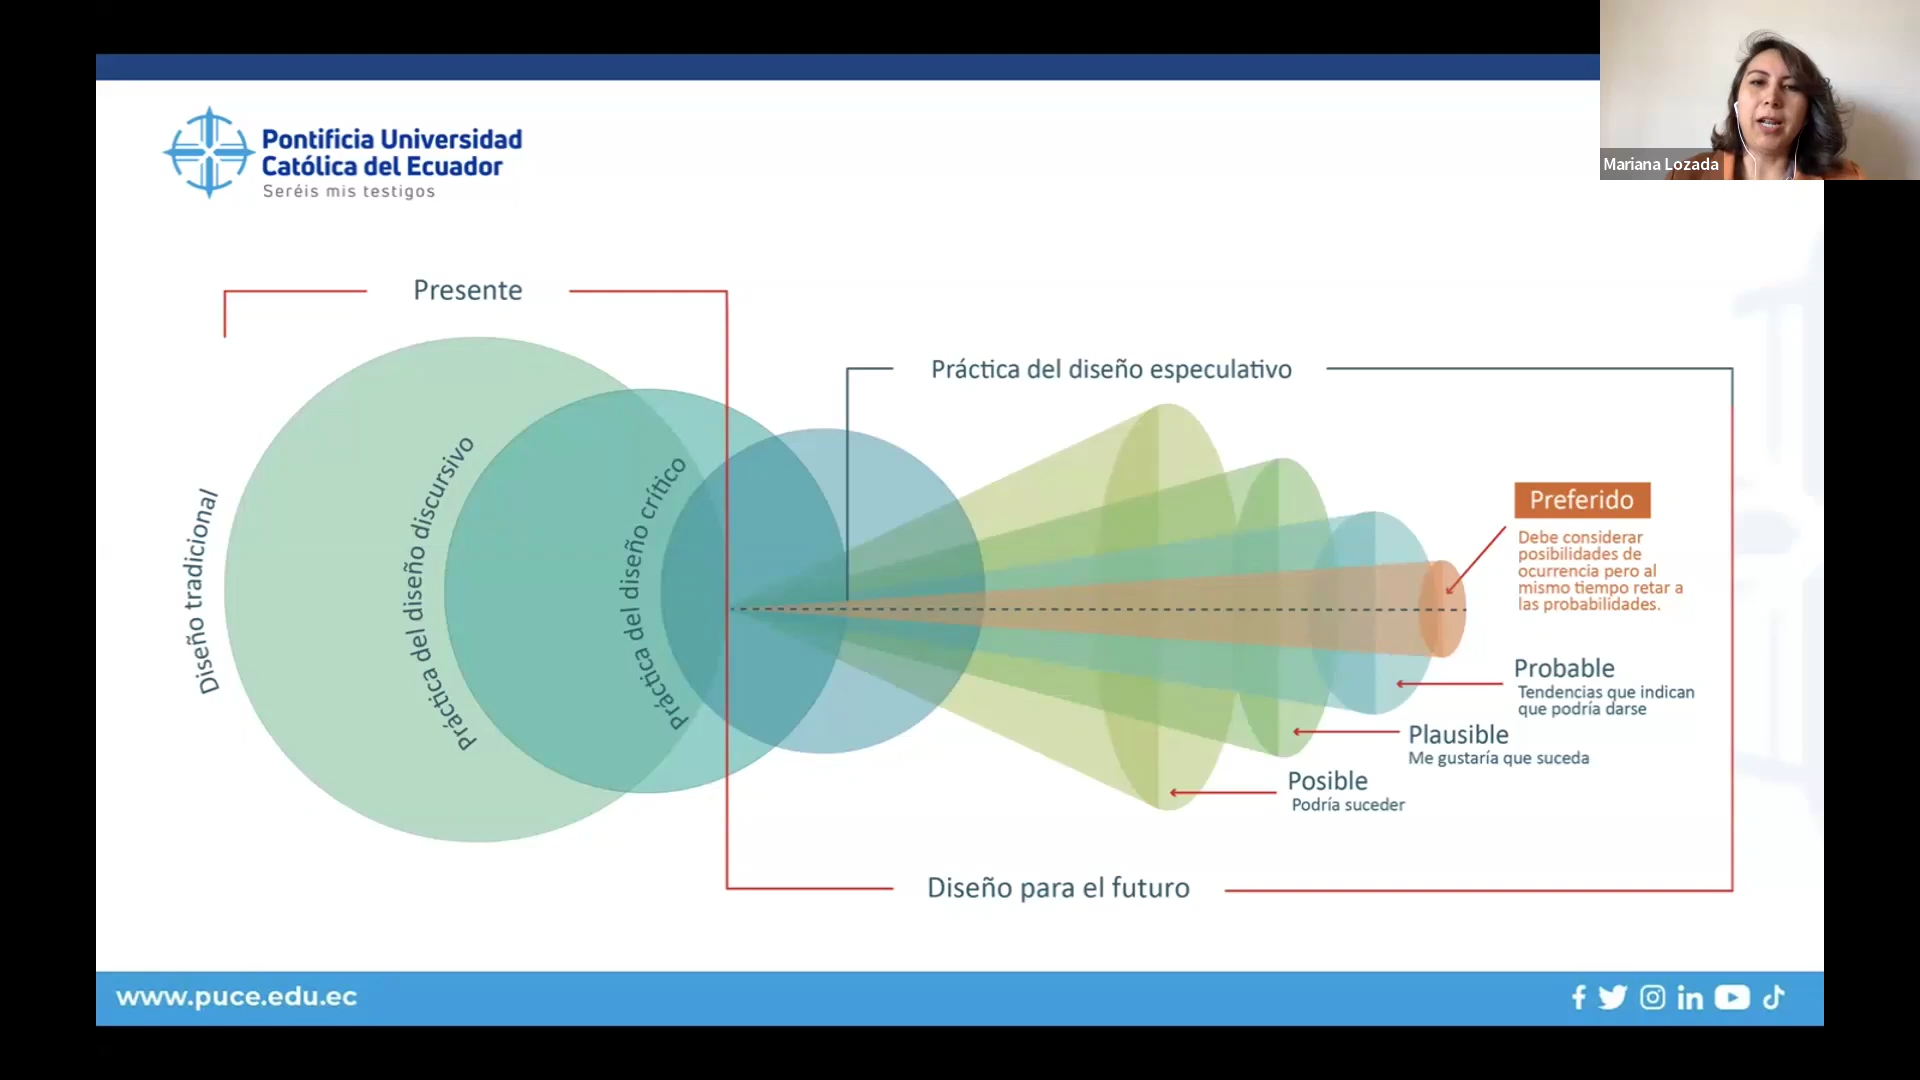 Pontificia Universidad
Católica del Ecuador
Seréis mis testigos
Mariana Lozada
Presente
Práctica del diseño especulativo
Diseño tradicional
Práctica del diseño discursivo
Práctica del diseño crítico
Preferido
Debe considerar
posibilidades de
ocurrencia pero al
mismo tiempo retar a
las probabilidades.
Probable
Tendencias que indican
que podría darse
Plausible
Me gustaría que suceda
Posible
Podría suceder
Diseño para el futuro
www.puce.edu.ec